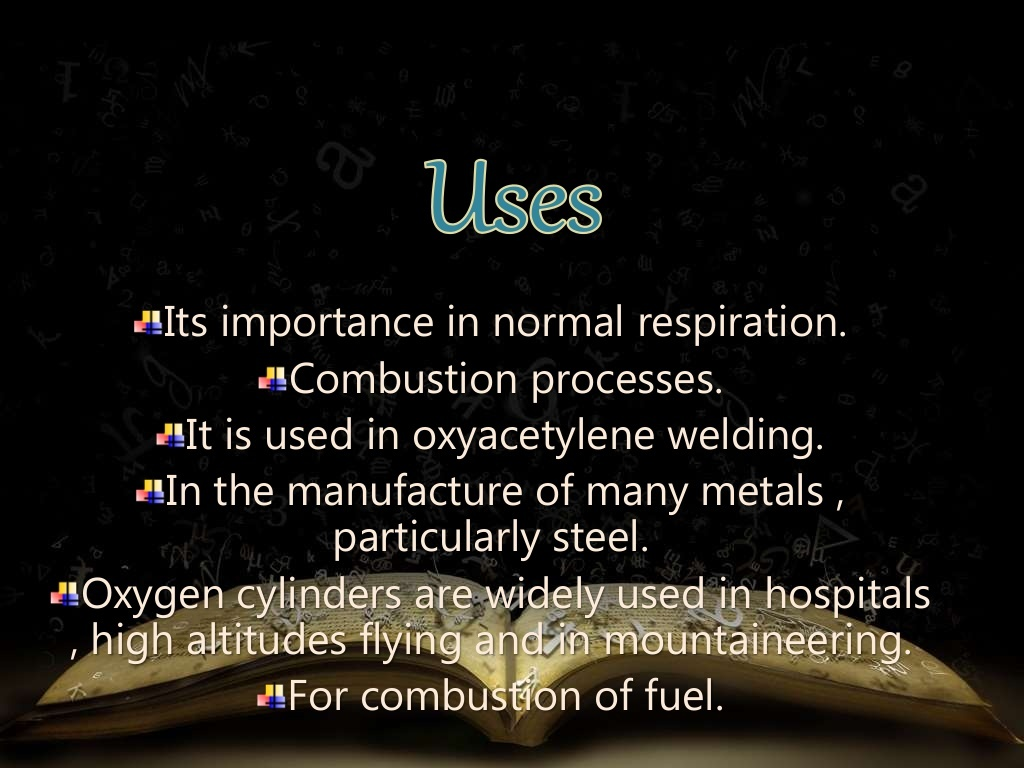 Uses
Its importance in normal respiration.
Combustion processes.
It is used in oxyacetylene welding.
In the manufacture of many metals ,
particularly steel.
Oxygen cylinders are widely used in hospitals
, high altitudes flying and in mountaineering.
For combustion of fuel.